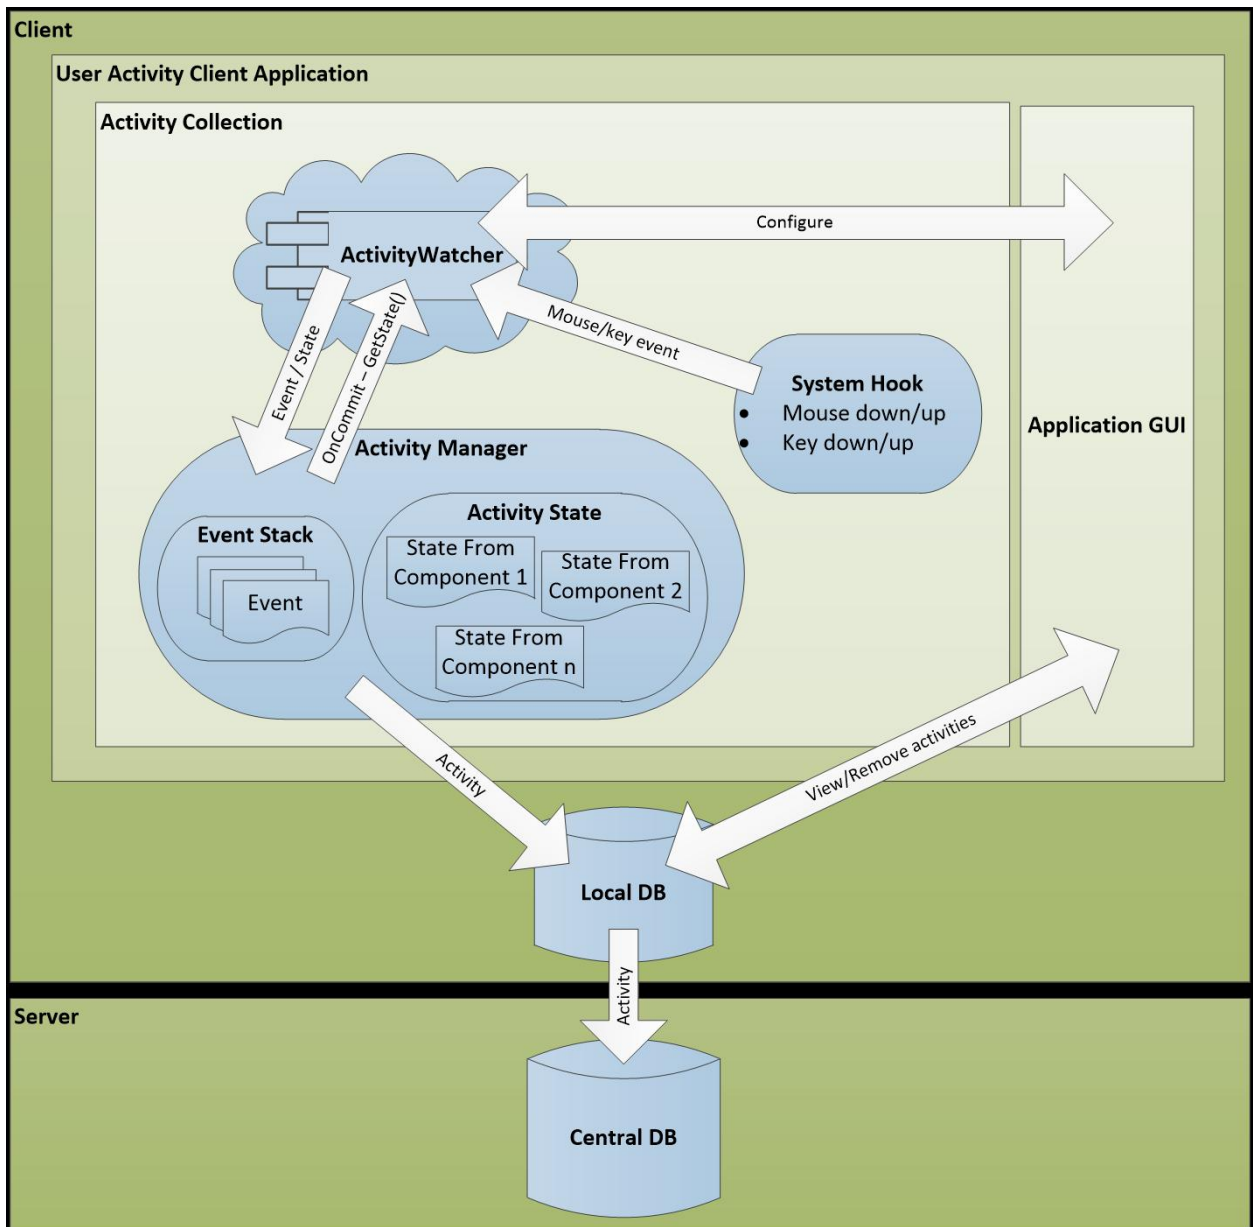 Client
User Activity Client Application
Activity Collection
Configure
ActivityWatcher
Mouse/key event
Event / State
OnCommit – GetState()
System Hook
• Mouse down/up
• Key down/up
Application GUI
Activity Manager
Event Stack
Event
Activity State
State From
Component 1
State From
Component 2
State From
Component n
Activity
View/Remove activities
Local DB
Activity
Server
Central DB